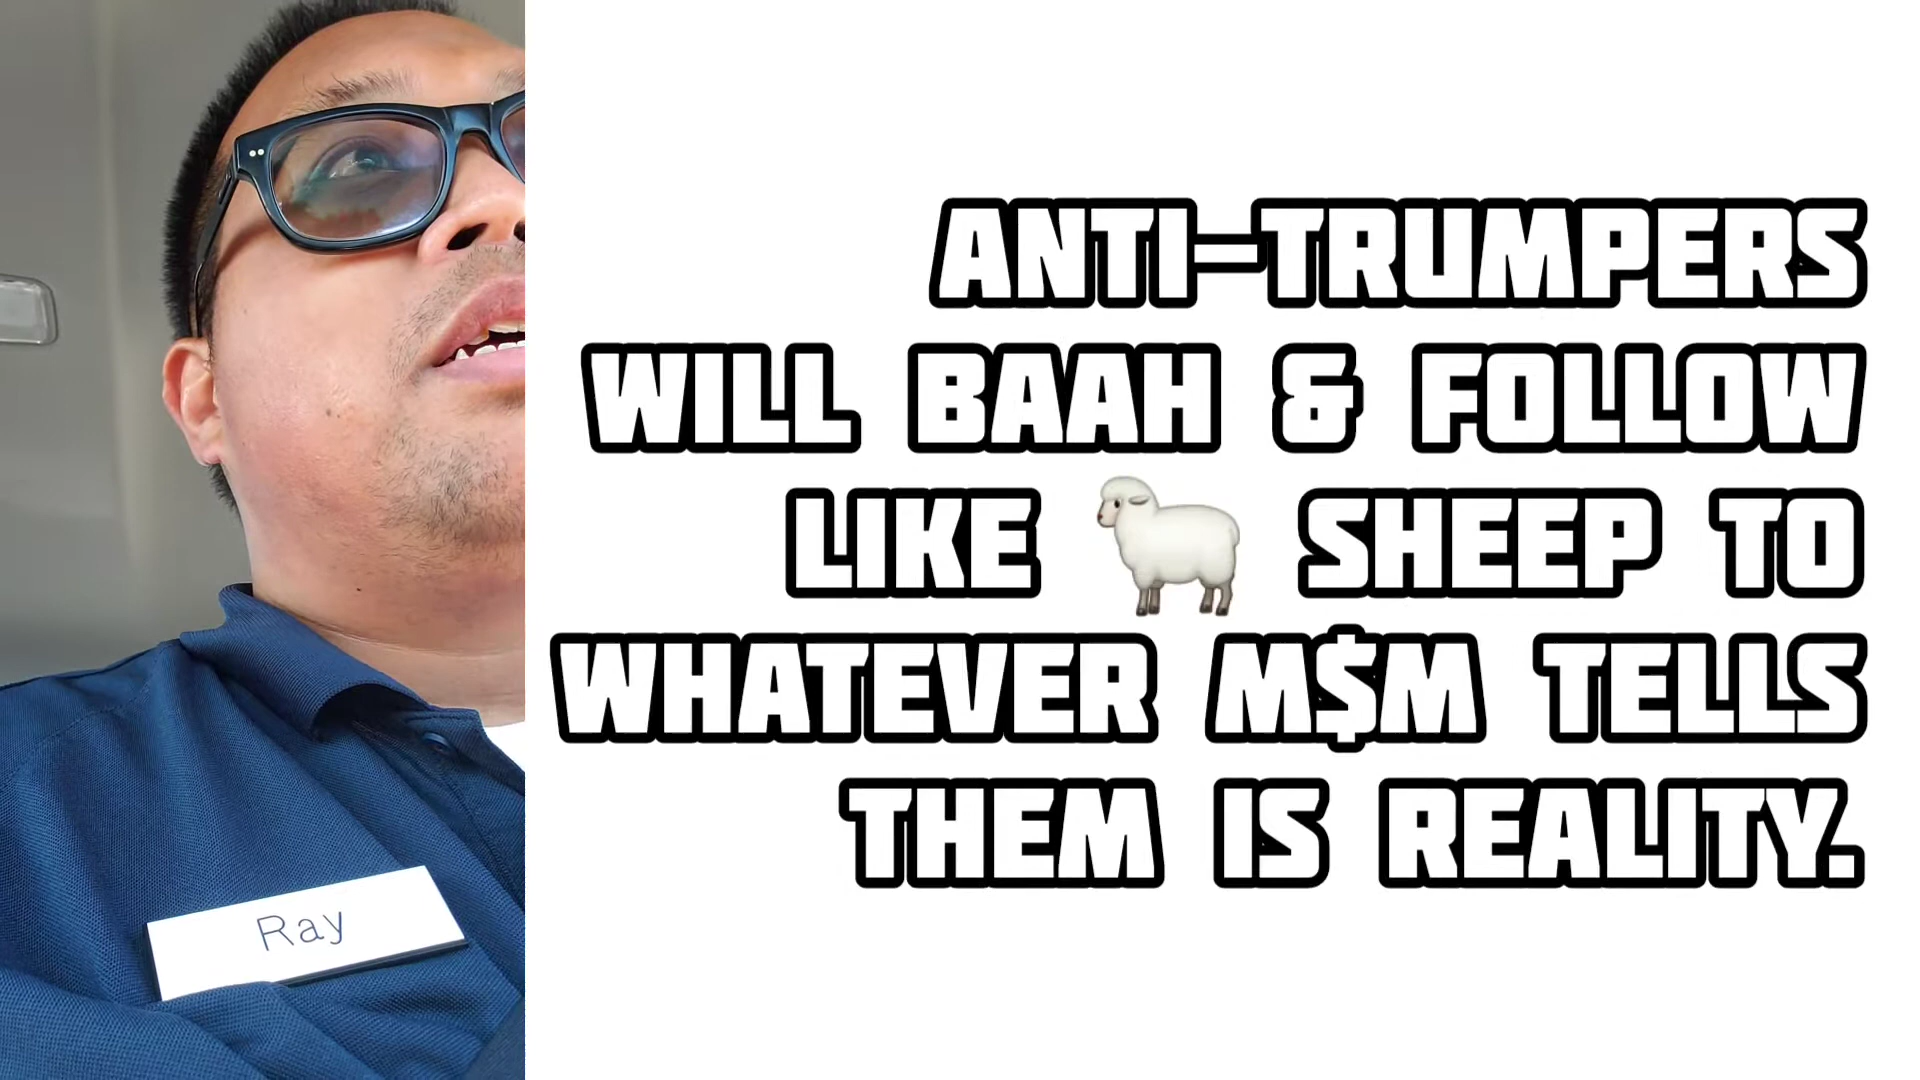 ANTI-TRUMPERS
WILL BAAH & FOLLOW
LIKE 🐑 SHEEP TO
WHATEVER M$M TELLS
THEM IS REALITY.
Ray